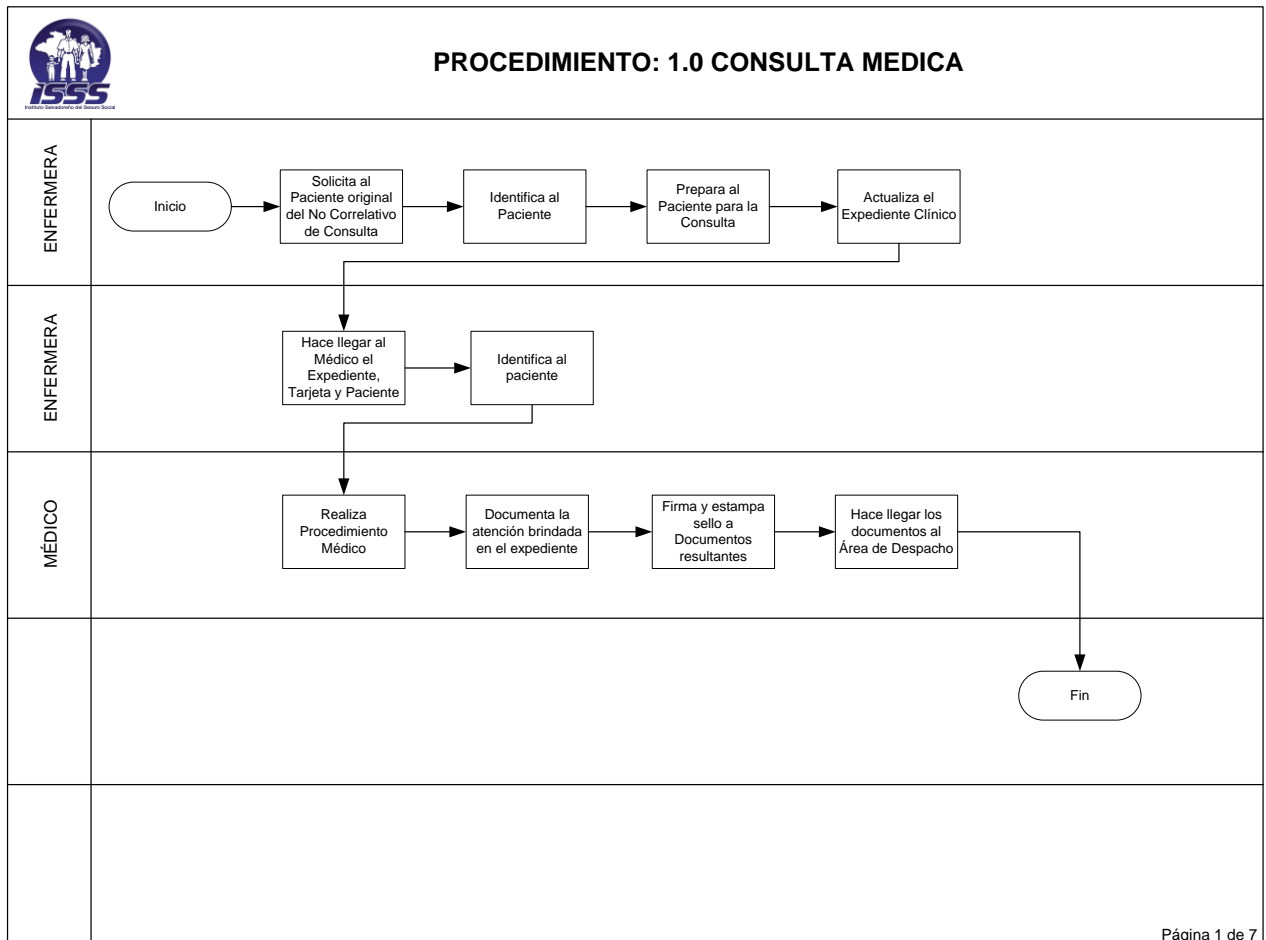 ISSS
Instituto Salvadoreño del Seguro Social
PROCEDIMIENTO: 1.0 CONSULTA MEDICA
ENFERMERA
Inicio
Solicita al
Paciente original
del No Correlativo
de Consulta
Identifica al
Paciente
Prepara al
Paciente para la
Consulta
Actualiza el
Expediente Clínico
ENFERMERA
Hace llegar al
Médico el
Expediente,
Tarjeta y Paciente
Identifica al
paciente
MÉDICO
Realiza
Procedimiento
Médico
Documenta la
atención brindada
en el expediente
Firma y estampa
sello a
Documentos
resultantes
Hace llegar los
documentos al
Área de Despacho
Fin
Página 1 de 7